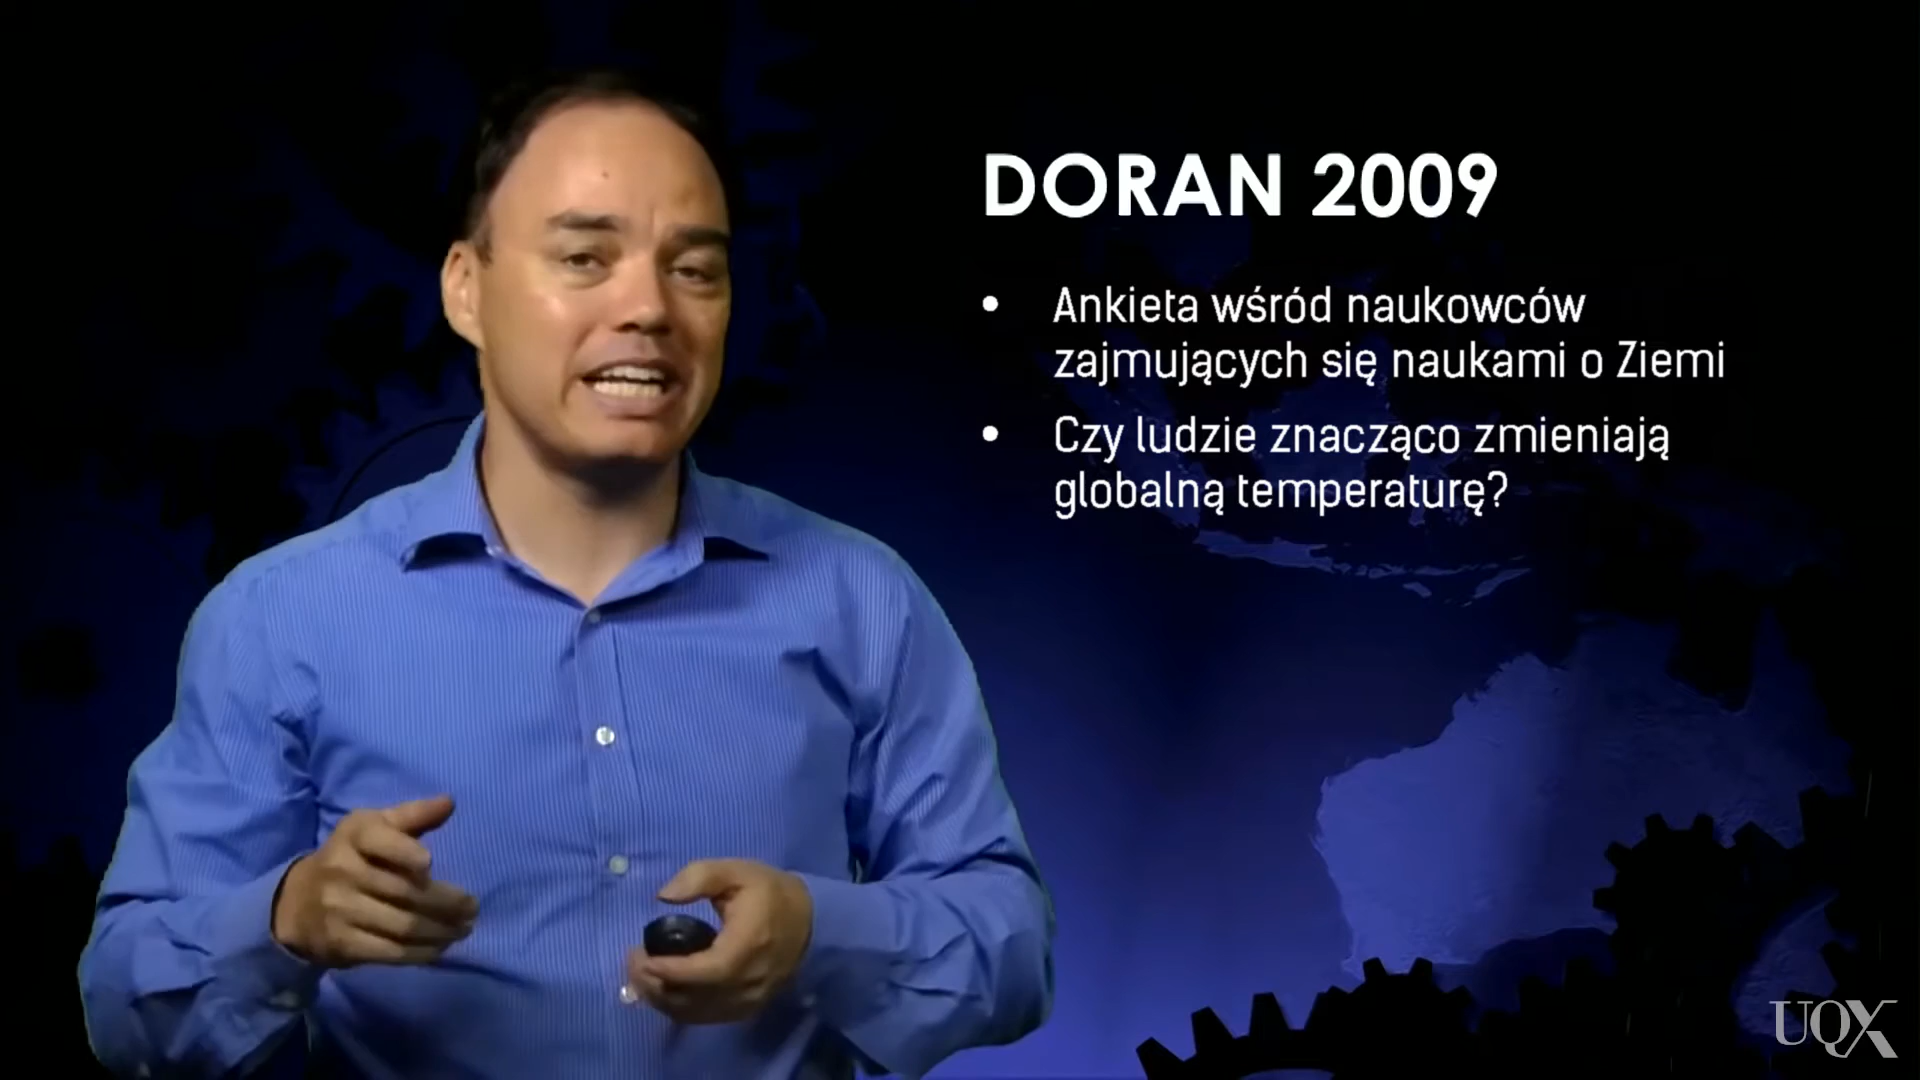 DORAN 2009
• Ankieta wśród naukowców
zajmujących się naukami o Ziemi
• Czy ludzie znacząco zmieniają
globalną temperaturę?
UQX